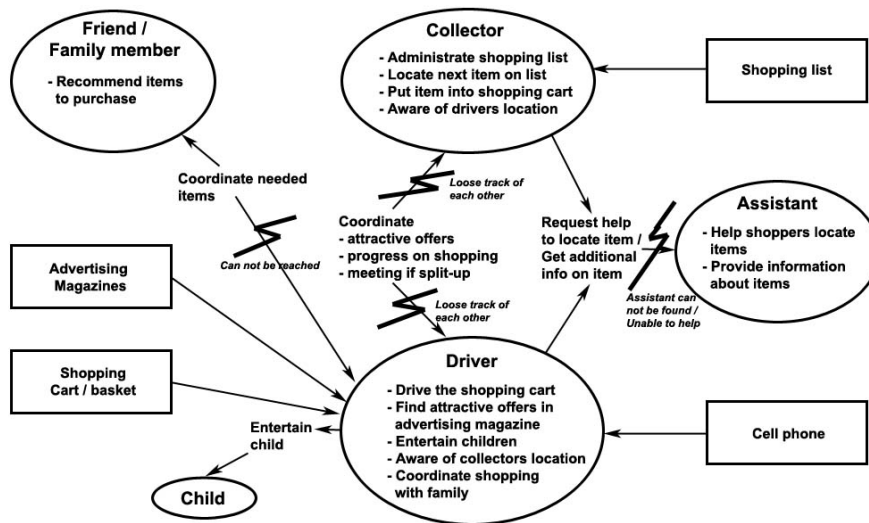 Friend /
Family member
- Recommend items
to purchase
Collector
- Administrate shopping list
- Locate next item on list
- Put item into shopping cart
- Aware of drivers location
Shopping list
Coordinate needed
items
Can not be reached
Loose track of
each other
Coordinate
- attractive offers
- progress on shopping
- meeting if split-up
Loose track of
each other
Request help
to locate item /
Get additional
info on item
Assistant can
not be found /
Unable to help
Assistant
- Help shoppers locate
items
- Provide information
about items
Advertising
Magazines
Shopping
Cart / basket
Entertain
child
Child
Driver
- Drive the shopping cart
- Find attractive offers in
advertising magazine
- Entertain children
- Aware of collectors location
- Coordinate shopping
with family
Cell phone